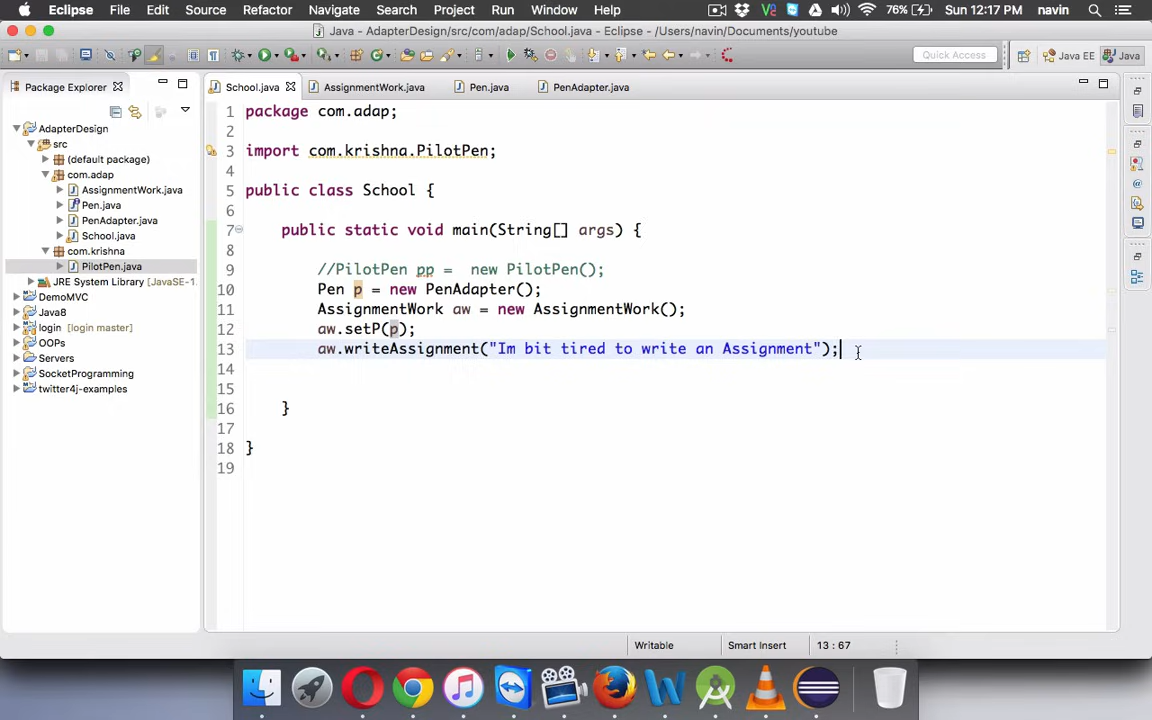 Eclipse File Edit Source Refactor Navigate Search Project Run Window Help 76% Sun 12:17 PM navin
Java - AdapterDesign/src/com/adap/School.java - Eclipse - /Users/navin/Documents/youtube
Quick Access Java EE Java
Package Explorer
School.java AssignmentWork.java Pen.java PenAdapter.java
AdapterDesign
src
(default package)
com.adap
AssignmentWork.java
Pen.java
PenAdapter.java
School.java
com.krishna
PilotPen.java
JRE System Library [JavaSE-1
DemoMVC
Java8
login [login master]
OOPs
Servers
SocketProgramming
twitter4j-examples
1 package com.adap;
2
3 import com.krishna.PilotPen;
4
5 public class School {
6
7 public static void main(String[] args) {
8
9 //PilotPen pp =  new PilotPen();
10 Pen p = new PenAdapter();
11 AssignmentWork aw = new AssignmentWork();
12 aw.setP(p);
13 aw.writeAssignment("Im bit tired to write an Assignment");
14
15
16 }
17
18 }
19
Writable Smart Insert 13 : 67